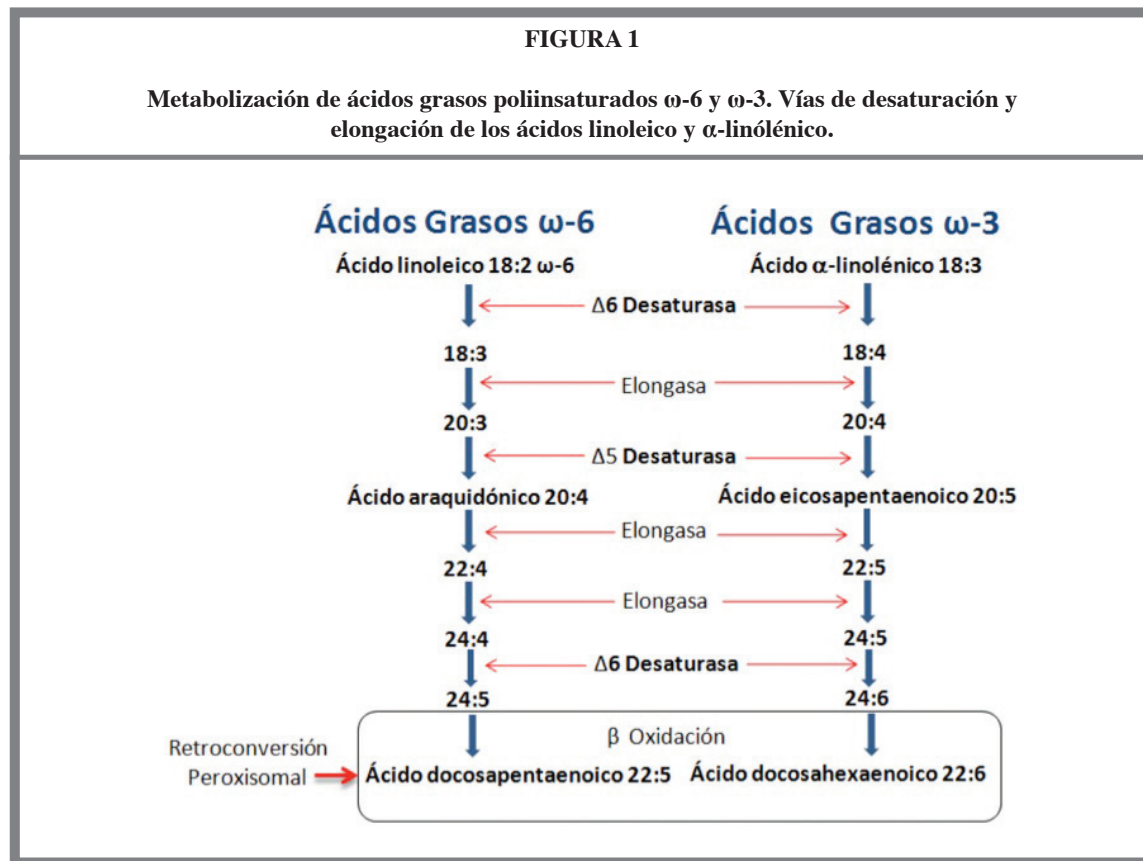 FIGURA 1
Metabolización de ácidos grasos poliinsaturados ω-6 y ω-3. Vías de desaturación y
elongación de los ácidos linoleico y α-linólénico.
Ácidos Grasos ω-6 Ácidos Grasos ω-3
Ácido linoleico 18:2 ω-6 Ácido α-linolénico 18:3
Δ6 Desaturasa
18:3 18:4
Elongasa
20:3 20:4
Δ5 Desaturasa
Ácido araquidónico 20:4 Ácido eicosapentaenoico 20:5
Elongasa
22:4 22:5
Elongasa
24:4 24:5
Δ6 Desaturasa
24:5 24:6
β Oxidación
Retroconversión
Peroxisomal Ácido docosapentaenoico 22:5 Ácido docosahexaenoico 22:6